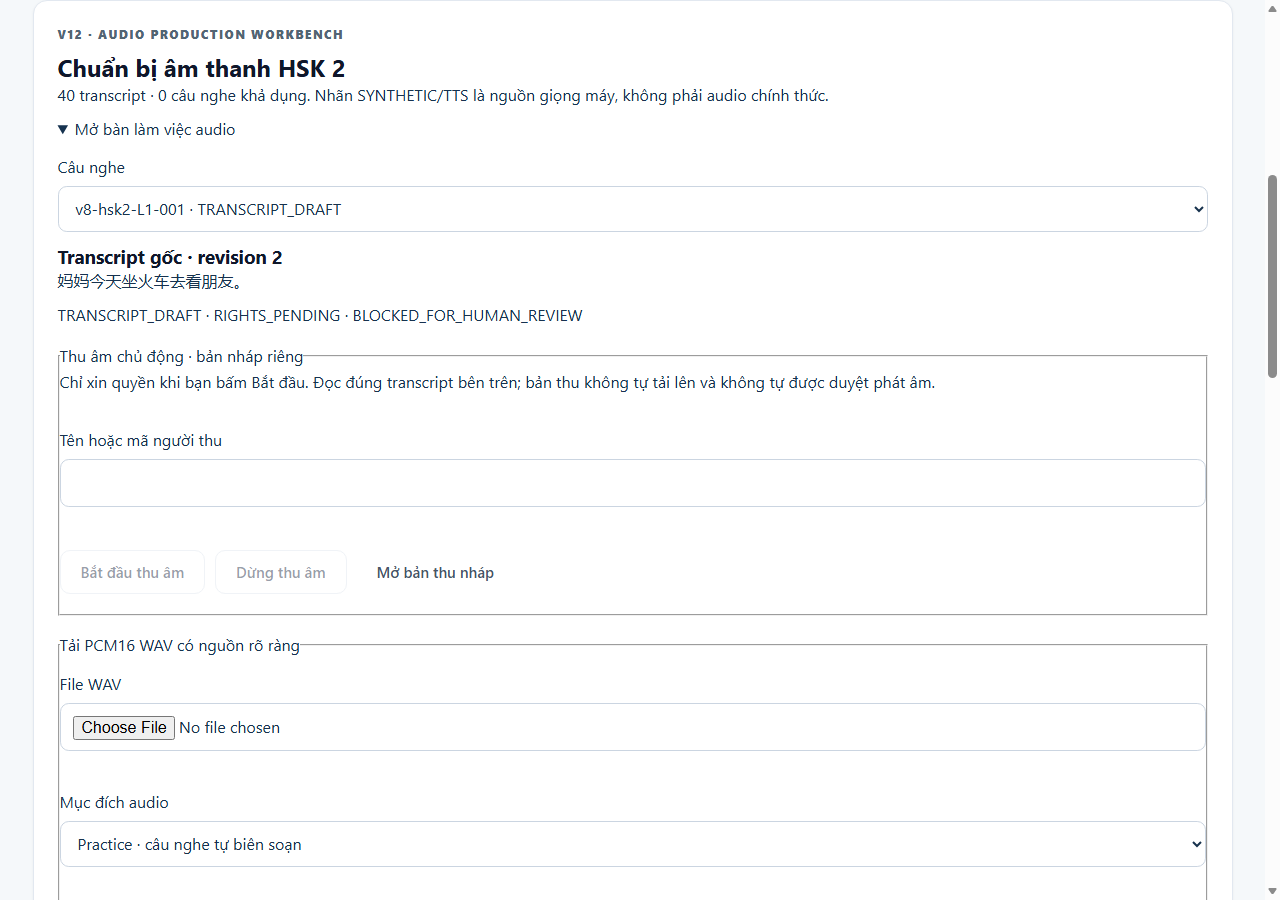 V12 · AUDIO PRODUCTION WORKBENCH
Chuẩn bị âm thanh HSK 2
40 transcript · 0 câu nghe khả dụng. Nhãn SYNTHETIC/TTS là nguồn giọng máy, không phải audio chính thức.
▼ Mở bàn làm việc audio
Câu nghe
v8-hsk2-L1-001 · TRANSCRIPT_DRAFT
Transcript gốc · revision 2
妈妈今天坐火车去看朋友。
TRANSCRIPT_DRAFT · RIGHTS_PENDING · BLOCKED_FOR_HUMAN_REVIEW
Thu âm chủ động · bản nháp riêng
Chỉ xin quyền khi bạn bấm Bắt đầu. Đọc đúng transcript bên trên; bản thu không tự tải lên và không tự được duyệt phát âm.
Tên hoặc mã người thu
Bắt đầu thu âm Dừng thu âm Mở bản thu nháp
Tải PCM16 WAV có nguồn rõ ràng
File WAV
Choose File No file chosen
Mục đích audio
Practice · câu nghe tự biên soạn